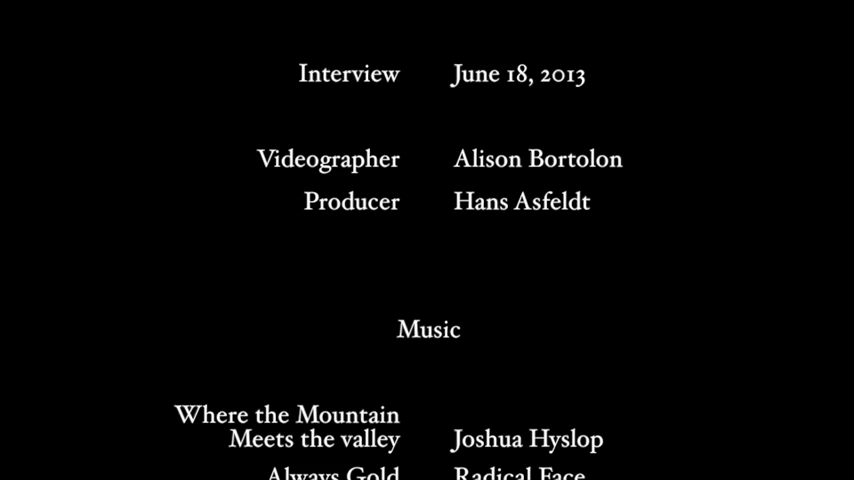 Interview June 18, 2013
Videographer Alison Bortolon
Producer Hans Asfeldt
Music
Where the Mountain
Meets the valley Joshua Hyslop
Always Gold Radical Face